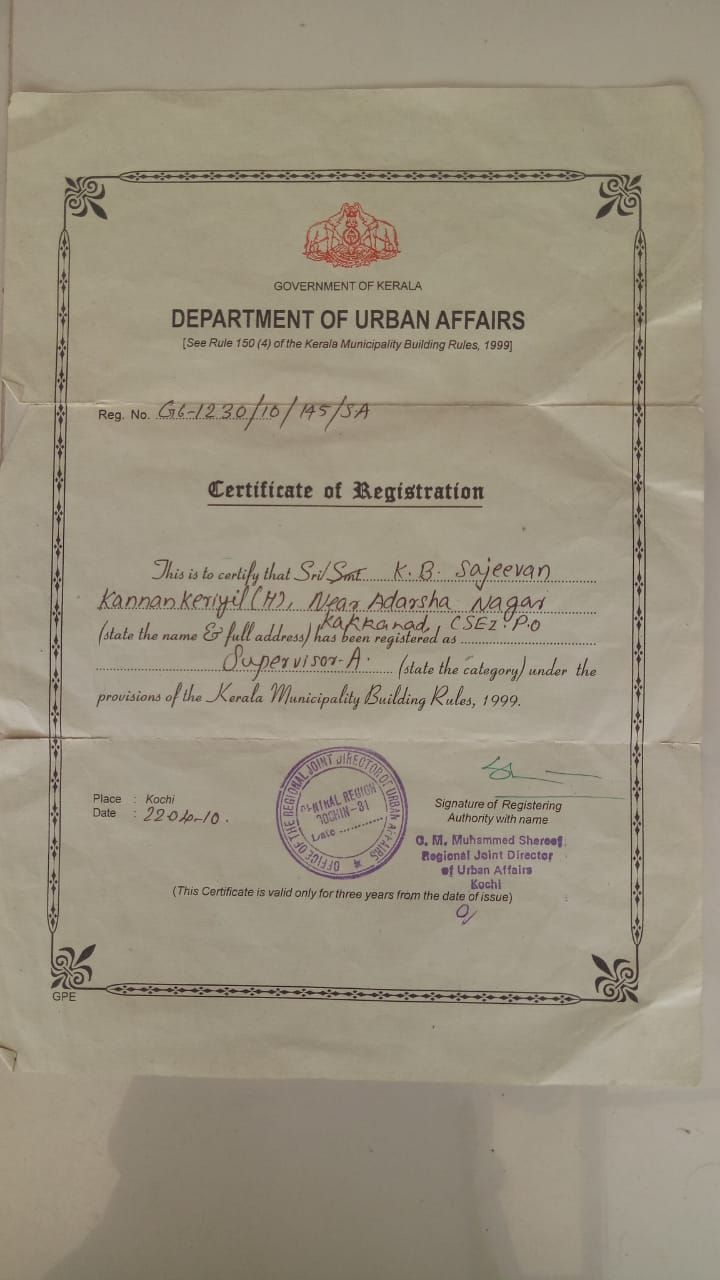 GOVERNMENT OF KERALA
DEPARTMENT OF URBAN AFFAIRS
[See Rule 150 (4) of the Kerala Municipality Building Rules, 1999]
Reg. No. G6-1230/10/145/SA
Certificate of Registration
This is to certify that Sri/Smt. K. B. Sajeevan
Kannankeriyil (H), Near Adarsha Nagar
Kakkanad, CSEZ. P.O
(state the name & full address) has been registered as
Supervisor-A. (state the category) under the
provisions of the Kerala Municipality Building Rules, 1999.
OFFICE OF THE REGIONAL JOINT DIRECTOR OF URBAN AFFAIRS
CENTRAL REGION
COCHIN-31
Date
Place : Kochi
Date : 22-04-10.
Signature of Registering
Authority with name
G. M. Muhammed Shereef
Regional Joint Director
of Urban Affairs
Kochi
(This Certificate is valid only for three years from the date of issue)
GPE